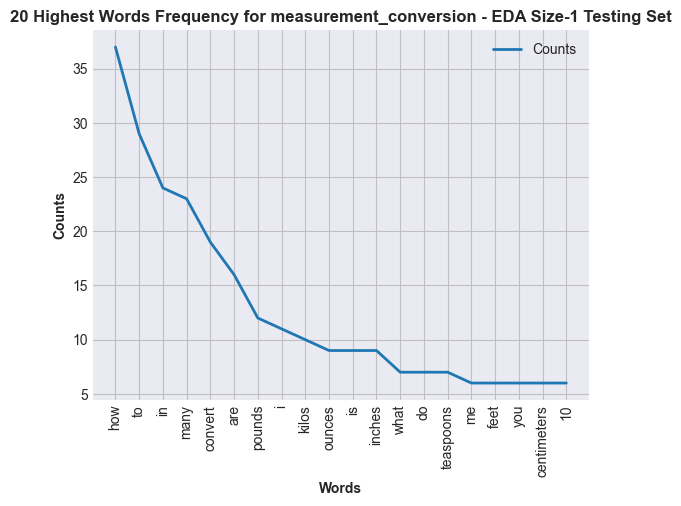 20 Highest Words Frequency for measurement_conversion - EDA Size-1 Testing Set
Counts
Counts
35
30
25
20
15
10
5
how
to
in
many
convert
are
pounds
i
kilos
ounces
is
inches
what
do
teaspoons
me
feet
you
centimeters
10
Words